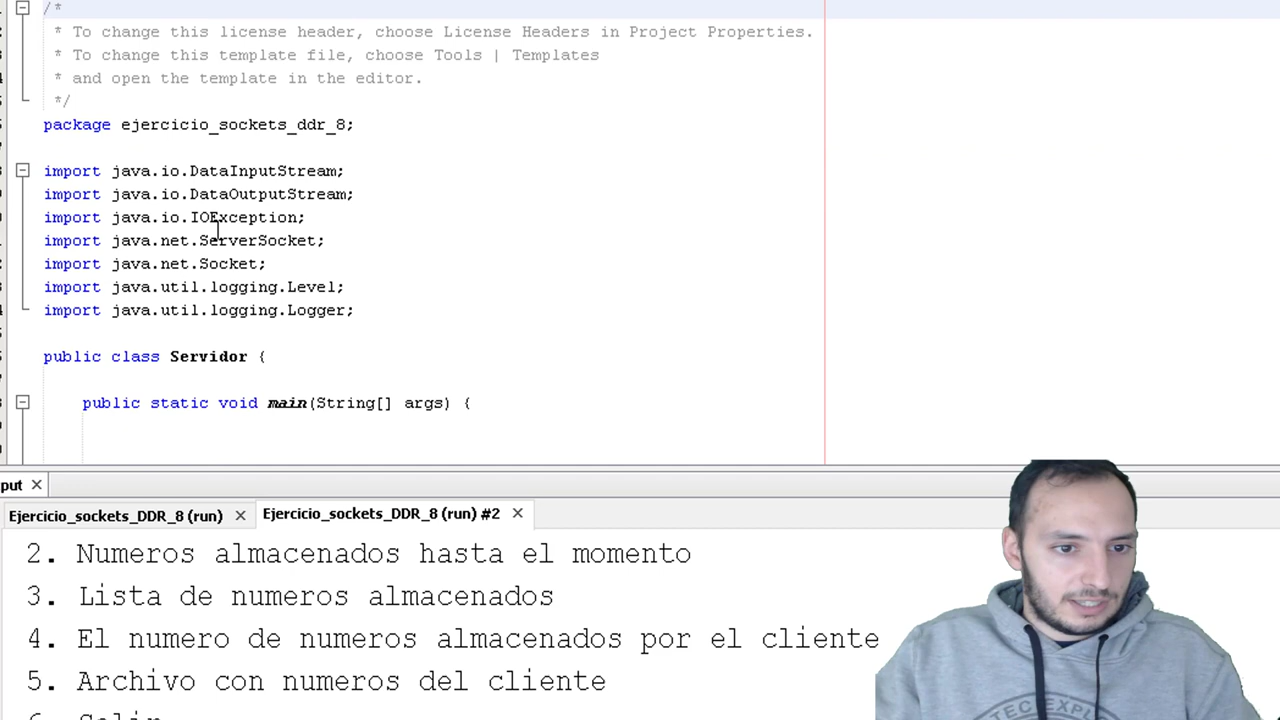 /*
* To change this license header, choose License Headers in Project Properties.
* To change this template file, choose Tools | Templates
* and open the template in the editor.
*/
package ejercicio_sockets_ddr_8;
import java.io.DataInputStream;
import java.io.DataOutputStream;
import java.io.IOException;
import java.net.ServerSocket;
import java.net.Socket;
import java.util.logging.Level;
import java.util.logging.Logger;
public class Servidor {
public static void main(String[] args) {
put
Ejercicio_sockets_DDR_8 (run) Ejercicio_sockets_DDR_8 (run) #2
2. Numeros almacenados hasta el momento
3. Lista de numeros almacenados
4. El numero de numeros almacenados por el cliente
5. Archivo con numeros del cliente
6. Salir